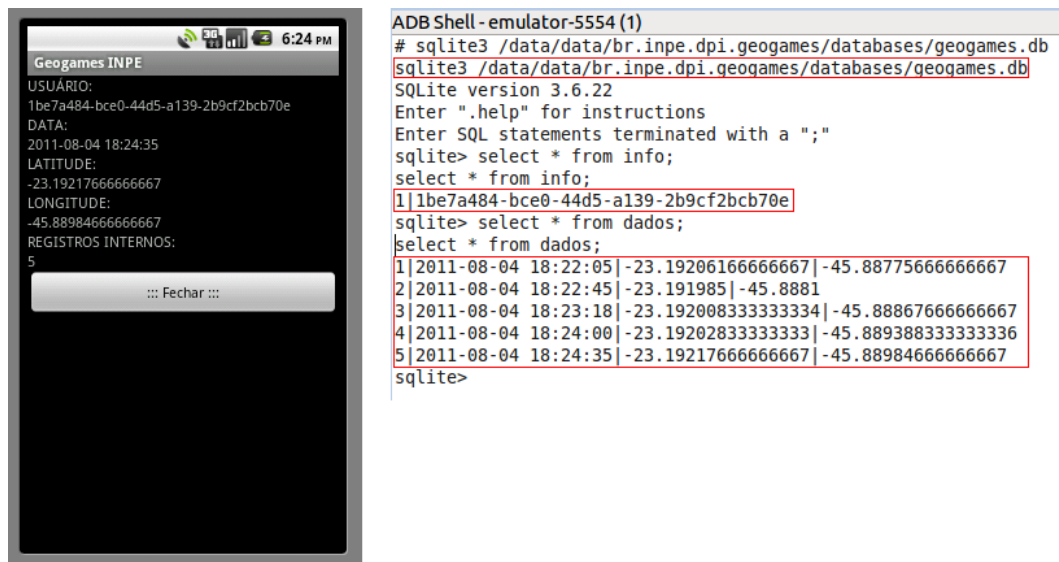 6:24 PM
Geogames INPE
USUÁRIO:
1be7a484-bce0-44d5-a139-2b9cf2bcb70e
DATA:
2011-08-04 18:24:35
LATITUDE:
-23.19217666666667
LONGITUDE:
-45.88984666666667
REGISTROS INTERNOS:
5
::: Fechar :::
ADB Shell - emulator-5554 (1)
# sqlite3 /data/data/br.inpe.dpi.geogames/databases/geogames.db
sqlite3 /data/data/br.inpe.dpi.geogames/databases/geogames.db
SQLite version 3.6.22
Enter ".help" for instructions
Enter SQL statements terminated with a ";"
sqlite> select * from info;
select * from info;
1|1be7a484-bce0-44d5-a139-2b9cf2bcb70e
sqlite> select * from dados;
select * from dados;
1|2011-08-04 18:22:05|-23.19206166666667|-45.88775666666667
2|2011-08-04 18:22:45|-23.191985|-45.8881
3|2011-08-04 18:23:18|-23.192008333333334|-45.88867666666667
4|2011-08-04 18:24:00|-23.19202833333333|-45.889388333333336
5|2011-08-04 18:24:35|-23.19217666666667|-45.88984666666667
sqlite>